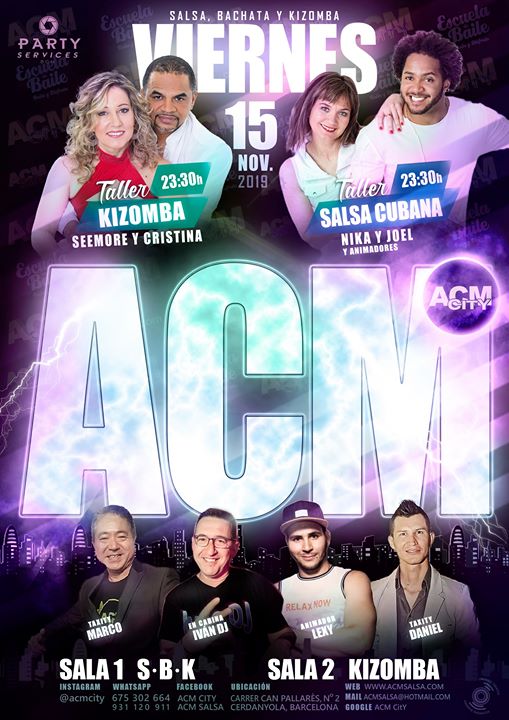 PARTY
SERVICES
SALSA, BACHATA Y KIZOMBA
VIERNES
15
NOV.
2019
Taller 23:30h
KIZOMBA
SEEMORE Y CRISTINA
Taller 23:30h
SALSA CUBANA
NIKA Y JOEL
Y ANIMADORES
ACM
ACM
CITY
TAXITY
MARCO
EN CABINA
IVÁN DJ
RELAX NOW
ANIMADOR
LEXY
TAXITY
DANIEL
SALA 1 S·B·K
SALA 2 KIZOMBA
INSTAGRAM
@acmcity
WHATSAPP
675 302 664
931 120 911
FACEBOOK
ACM CITY
ACM SALSA
UBICACIÓN
CARRER CAN PALLARÉS, Nº 2
CERDANYOLA, BARCELONA
WEB WWW.ACMSALSA.COM
MAIL ACMSALSA@HOTMAIL.COM
GOOGLE ACM CitY